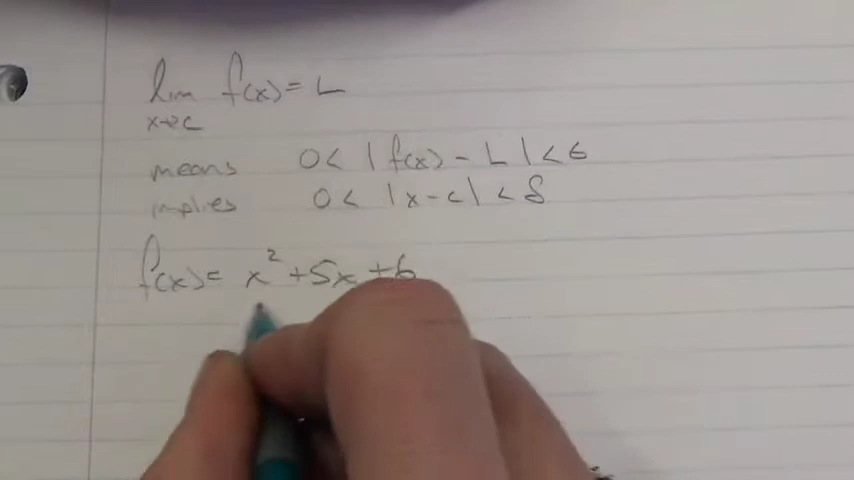 lim f(x) = L
x→c
means 0 < |f(x) - L| < ε
implies 0 < |x - c| < δ
f(x) = x² + 5x + 6